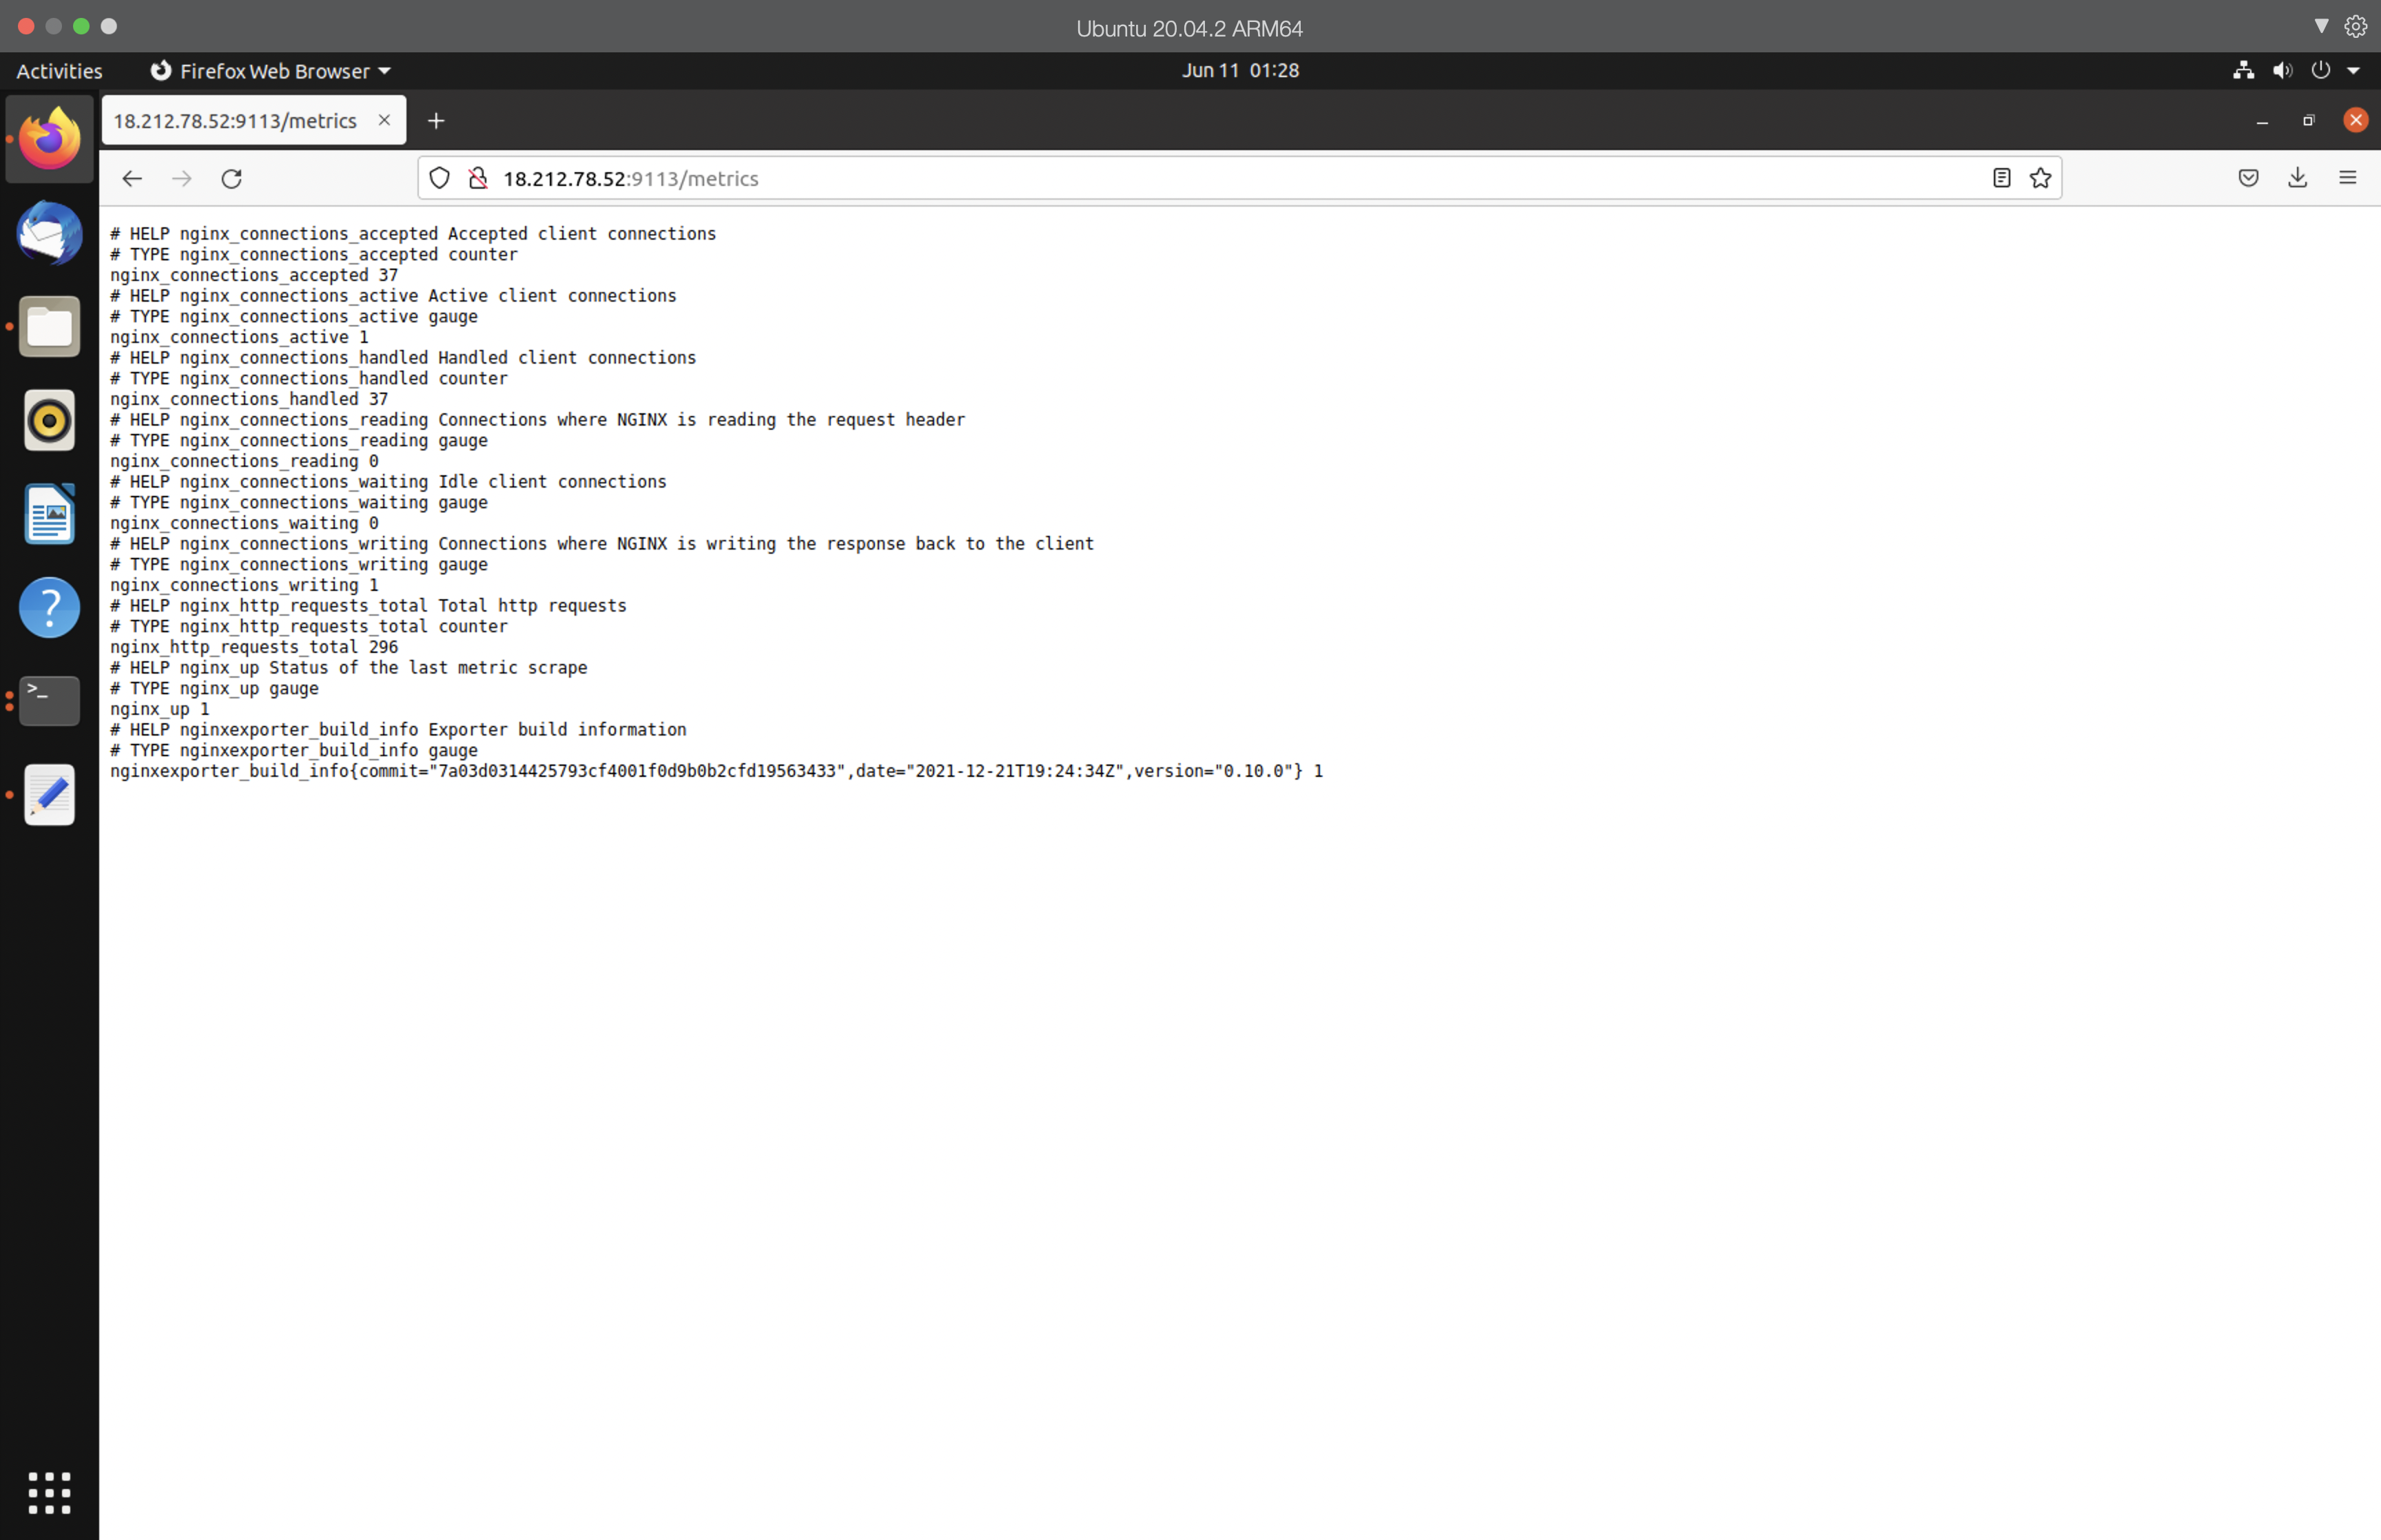 Ubuntu 20.04.2 ARM64
Activities Firefox Web Browser Jun 11 01:28
18.212.78.52:9113/metrics
18.212.78.52:9113/metrics
# HELP nginx_connections_accepted Accepted client connections
# TYPE nginx_connections_accepted counter
nginx_connections_accepted 37
# HELP nginx_connections_active Active client connections
# TYPE nginx_connections_active gauge
nginx_connections_active 1
# HELP nginx_connections_handled Handled client connections
# TYPE nginx_connections_handled counter
nginx_connections_handled 37
# HELP nginx_connections_reading Connections where NGINX is reading the request header
# TYPE nginx_connections_reading gauge
nginx_connections_reading 0
# HELP nginx_connections_waiting Idle client connections
# TYPE nginx_connections_waiting gauge
nginx_connections_waiting 0
# HELP nginx_connections_writing Connections where NGINX is writing the response back to the client
# TYPE nginx_connections_writing gauge
nginx_connections_writing 1
# HELP nginx_http_requests_total Total http requests
# TYPE nginx_http_requests_total counter
nginx_http_requests_total 296
# HELP nginx_up Status of the last metric scrape
# TYPE nginx_up gauge
nginx_up 1
# HELP nginxexporter_build_info Exporter build information
# TYPE nginxexporter_build_info gauge
nginxexporter_build_info{commit="7a03d0314425793cf4001f0d9b0b2cfd19563433",date="2021-12-21T19:24:34Z",version="0.10.0"} 1